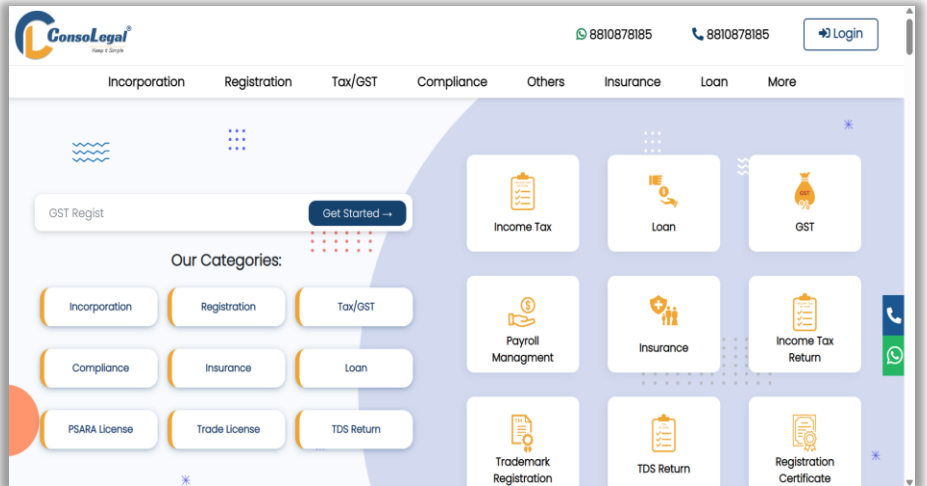 ConsoLegal®
Keep it Simple
8810878185
8810878185
Login
Incorporation Registration Tax/GST Compliance Others Insurance Loan More
GST Regist
Get Started →
Our Categories:
Incorporation
Registration
Tax/GST
Compliance
Insurance
Loan
PSARA License
Trade License
TDS Return
Income Tax
Loan
GST
GST
Payroll
Managment
Insurance
Income Tax
Return
TM
Trademark
Registration
TDS Return
Registration
Certificate